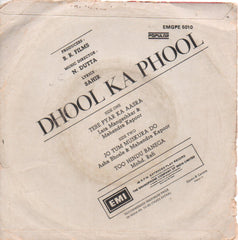 EMGPE 5010
POPULAR
PRODUCERS :
B. R. FILMS
MUSIC DIRECTOR :
N. DUTTA
LYRICS :
SAHIR
DHOOL KA PHOOL
SIDE ONE
TERE PYAR KA AASRA
Lata Mangeshkar &
Mahendra Kapoor
SIDE TWO
JO TUM MUSKURA DO
Asha Bhosle & Mahendra Kapoor
TOO HINDU BANEGA
Mohd. Rafi
EMI